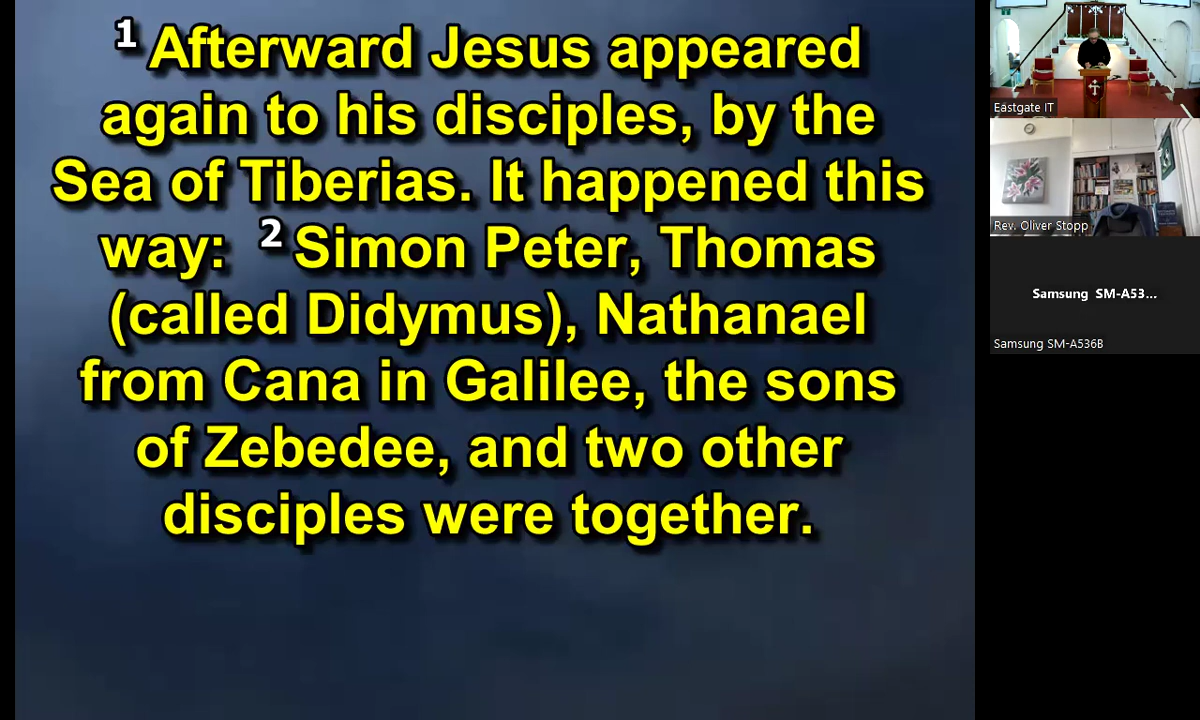 1 Afterward Jesus appeared
again to his disciples, by the
Sea of Tiberias. It happened this
way: 2 Simon Peter, Thomas
(called Didymus), Nathanael
from Cana in Galilee, the sons
of Zebedee, and two other
disciples were together.
Eastgate IT
Rev. Oliver Stopp
Samsung SM-A53...
Samsung SM-A536B